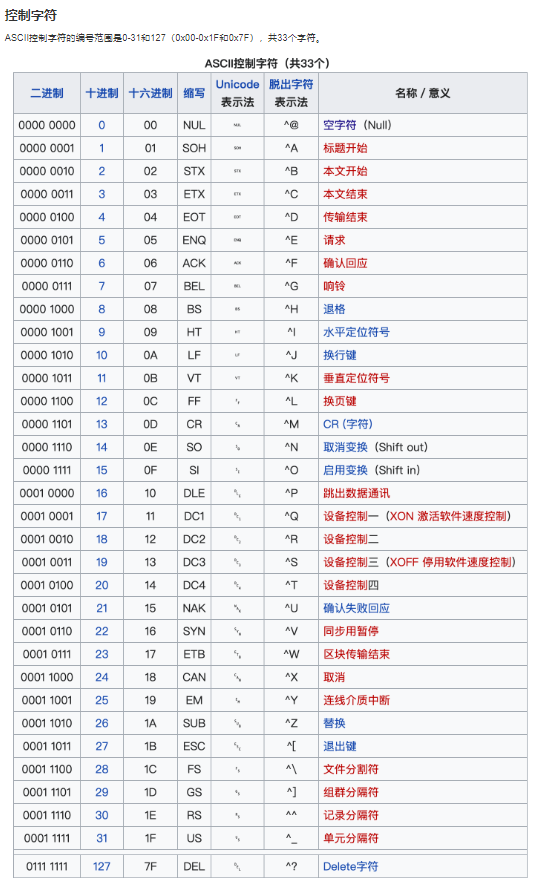 控制字符
ASCII控制字符的编号范围是0-31和127（0x00-0x1F和0x7F），共33个字符。
ASCII控制字符（共33个）
二进制 十进制 十六进制 缩写 Unicode表示法 脱出字符表示法 名称 / 意义
0000 0000 0 00 NUL ^@ 空字符（Null）
0000 0001 1 01 SOH ^A 标题开始
0000 0010 2 02 STX ^B 本文开始
0000 0011 3 03 ETX ^C 本文结束
0000 0100 4 04 EOT ^D 传输结束
0000 0101 5 05 ENQ ^E 请求
0000 0110 6 06 ACK ^F 确认回应
0000 0111 7 07 BEL ^G 响铃
0000 1000 8 08 BS ^H 退格
0000 1001 9 09 HT ^I 水平定位符号
0000 1010 10 0A LF ^J 换行键
0000 1011 11 0B VT ^K 垂直定位符号
0000 1100 12 0C FF ^L 换页键
0000 1101 13 0D CR ^M CR (字符)
0000 1110 14 0E SO ^N 取消变换（Shift out）
0000 1111 15 0F SI ^O 启用变换（Shift in）
0001 0000 16 10 DLE ^P 跳出数据通讯
0001 0001 17 11 DC1 ^Q 设备控制一（XON 激活软件速度控制）
0001 0010 18 12 DC2 ^R 设备控制二
0001 0011 19 13 DC3 ^S 设备控制三（XOFF 停用软件速度控制）
0001 0100 20 14 DC4 ^T 设备控制四
0001 0101 21 15 NAK ^U 确认失败回应
0001 0110 22 16 SYN ^V 同步用暂停
0001 0111 23 17 ETB ^W 区块传输结束
0001 1000 24 18 CAN ^X 取消
0001 1001 25 19 EM ^Y 连线介质中断
0001 1010 26 1A SUB ^Z 替换
0001 1011 27 1B ESC ^[ 退出键
0001 1100 28 1C FS ^\ 文件分割符
0001 1101 29 1D GS ^] 组群分隔符
0001 1110 30 1E RS ^^ 记录分隔符
0001 1111 31 1F US ^_ 单元分隔符
0111 1111 127 7F DEL ^? Delete字符